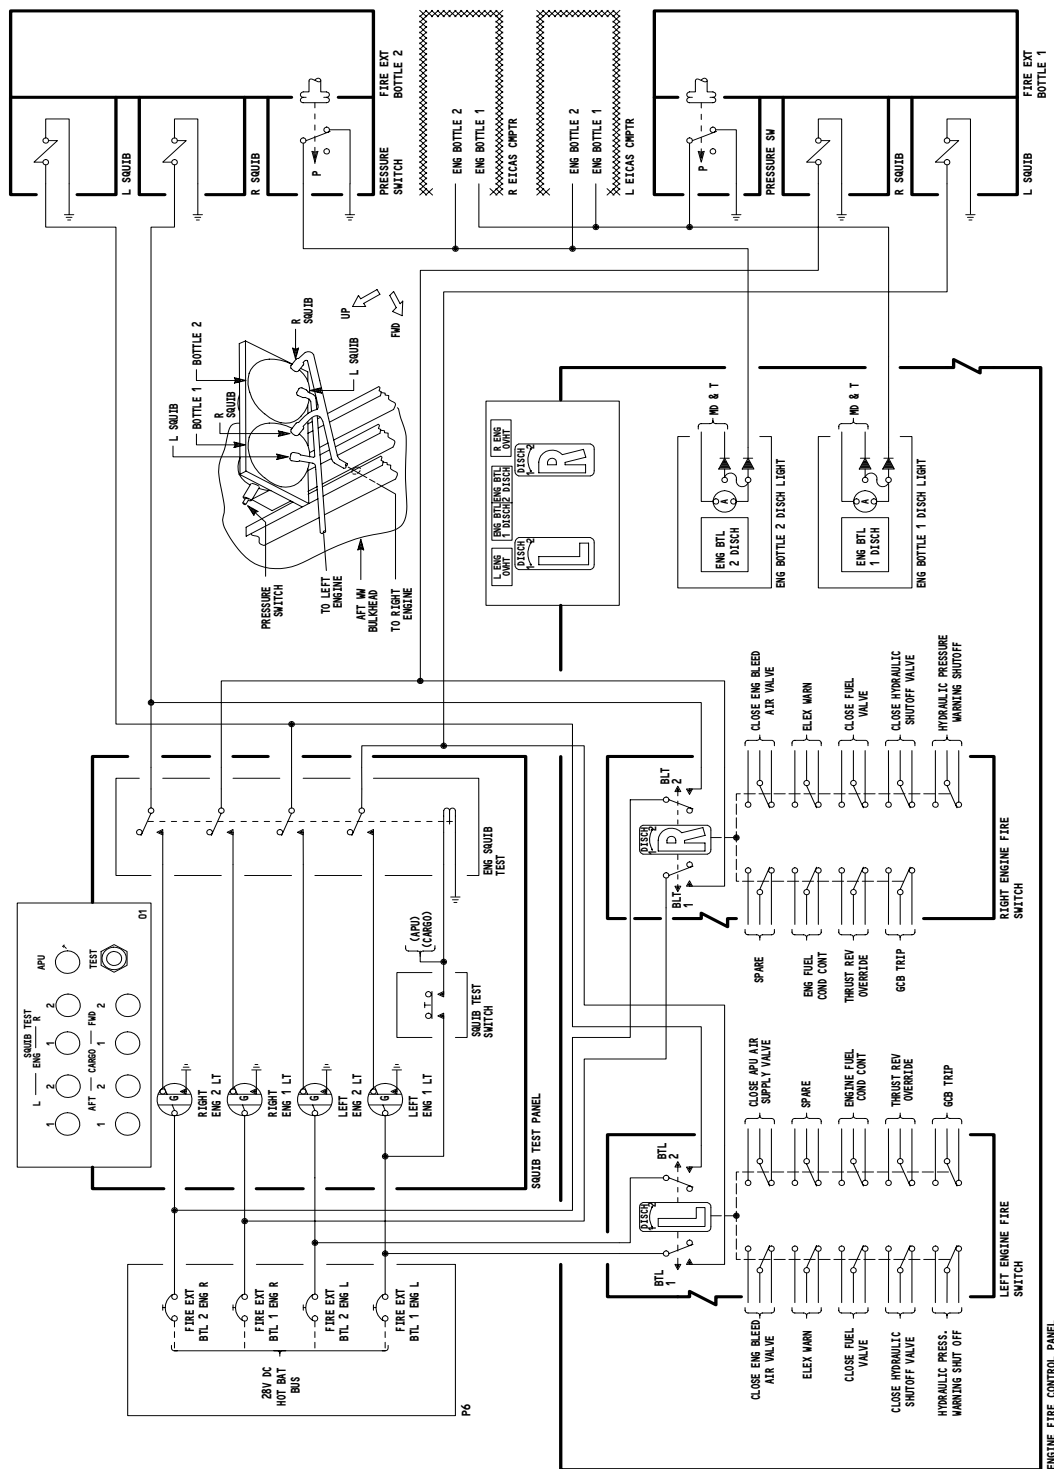 FIRE EXT
BOTTLE 2
L SQUIB
R SQUIB
PRESSURE
SWITCH
P
ENG BOTTLE 2
ENG BOTTLE 1
R EICAS CMPTR
ENG BOTTLE 2
ENG BOTTLE 1
L EICAS CMPTR
P
PRESSURE SW
R SQUIB
L SQUIB
FIRE EXT
BOTTLE 1
L SQUIB
BOTTLE 1
R
SQUIB
BOTTLE 2
R
SQUIB
L SQUIB
UP
FWD
PRESSURE
SWITCH
TO LEFT
ENGINE
AFT WW
BULKHEAD
TO RIGHT
ENGINE
L ENG
OVHT
ENG BTL
1 DISCH
ENG BTL
2 DISCH
R ENG
OVHT
DISCH
1 2
L
DISCH
1 2
R
MD & T
A
ENG BTL
2 DISCH
ENG BOTTLE 2 DISCH LIGHT
MD & T
A
ENG BTL
1 DISCH
ENG BOTTLE 1 DISCH LIGHT
SQUIB TEST
L ENG R
1 2 1 2
APU
AFT CARGO FWD
1 2 1 2
TEST
01
ENG SQUIB
TEST
(APU)
(CARGO)
T
SQUIB TEST
SWITCH
G
RIGHT
ENG 2 LT
G
RIGHT
ENG 1 LT
G
LEFT
ENG 2 LT
G
LEFT
ENG 1 LT
SQUIB TEST PANEL
28V DC
HOT BAT
BUS
FIRE EXT
BTL 2 ENG R
FIRE EXT
BTL 1 ENG R
FIRE EXT
BTL 2 ENG L
FIRE EXT
BTL 1 ENG L
P6
BLT
1
BLT
2
DISCH
1 2
R
CLOSE ENG BLEED
AIR VALVE
ELEX WARN
CLOSE FUEL
VALVE
CLOSE HYDRAULIC
SHUTOFF VALVE
HYDRAULIC PRESSURE
WARNING SHUTOFF
SPARE
ENG FUEL
COND CONT
THRUST REV
OVERRIDE
GCB TRIP
RIGHT ENGINE FIRE
SWITCH
BTL
1
BTL
2
DISCH
1 2
L
CLOSE APU AIR
SUPPLY VALVE
SPARE
ENGINE FUEL
COND CONT
THRUST REV
OVERRIDE
GCB TRIP
CLOSE ENG BLEED
AIR VALVE
ELEX WARN
CLOSE FUEL
VALVE
CLOSE HYDRAULIC
SHUTOFF VALVE
HYDRAULIC PRESS.
WARNING SHUT OFF
LEFT ENGINE FIRE
SWITCH
ENGINE FIRE CONTROL PANEL